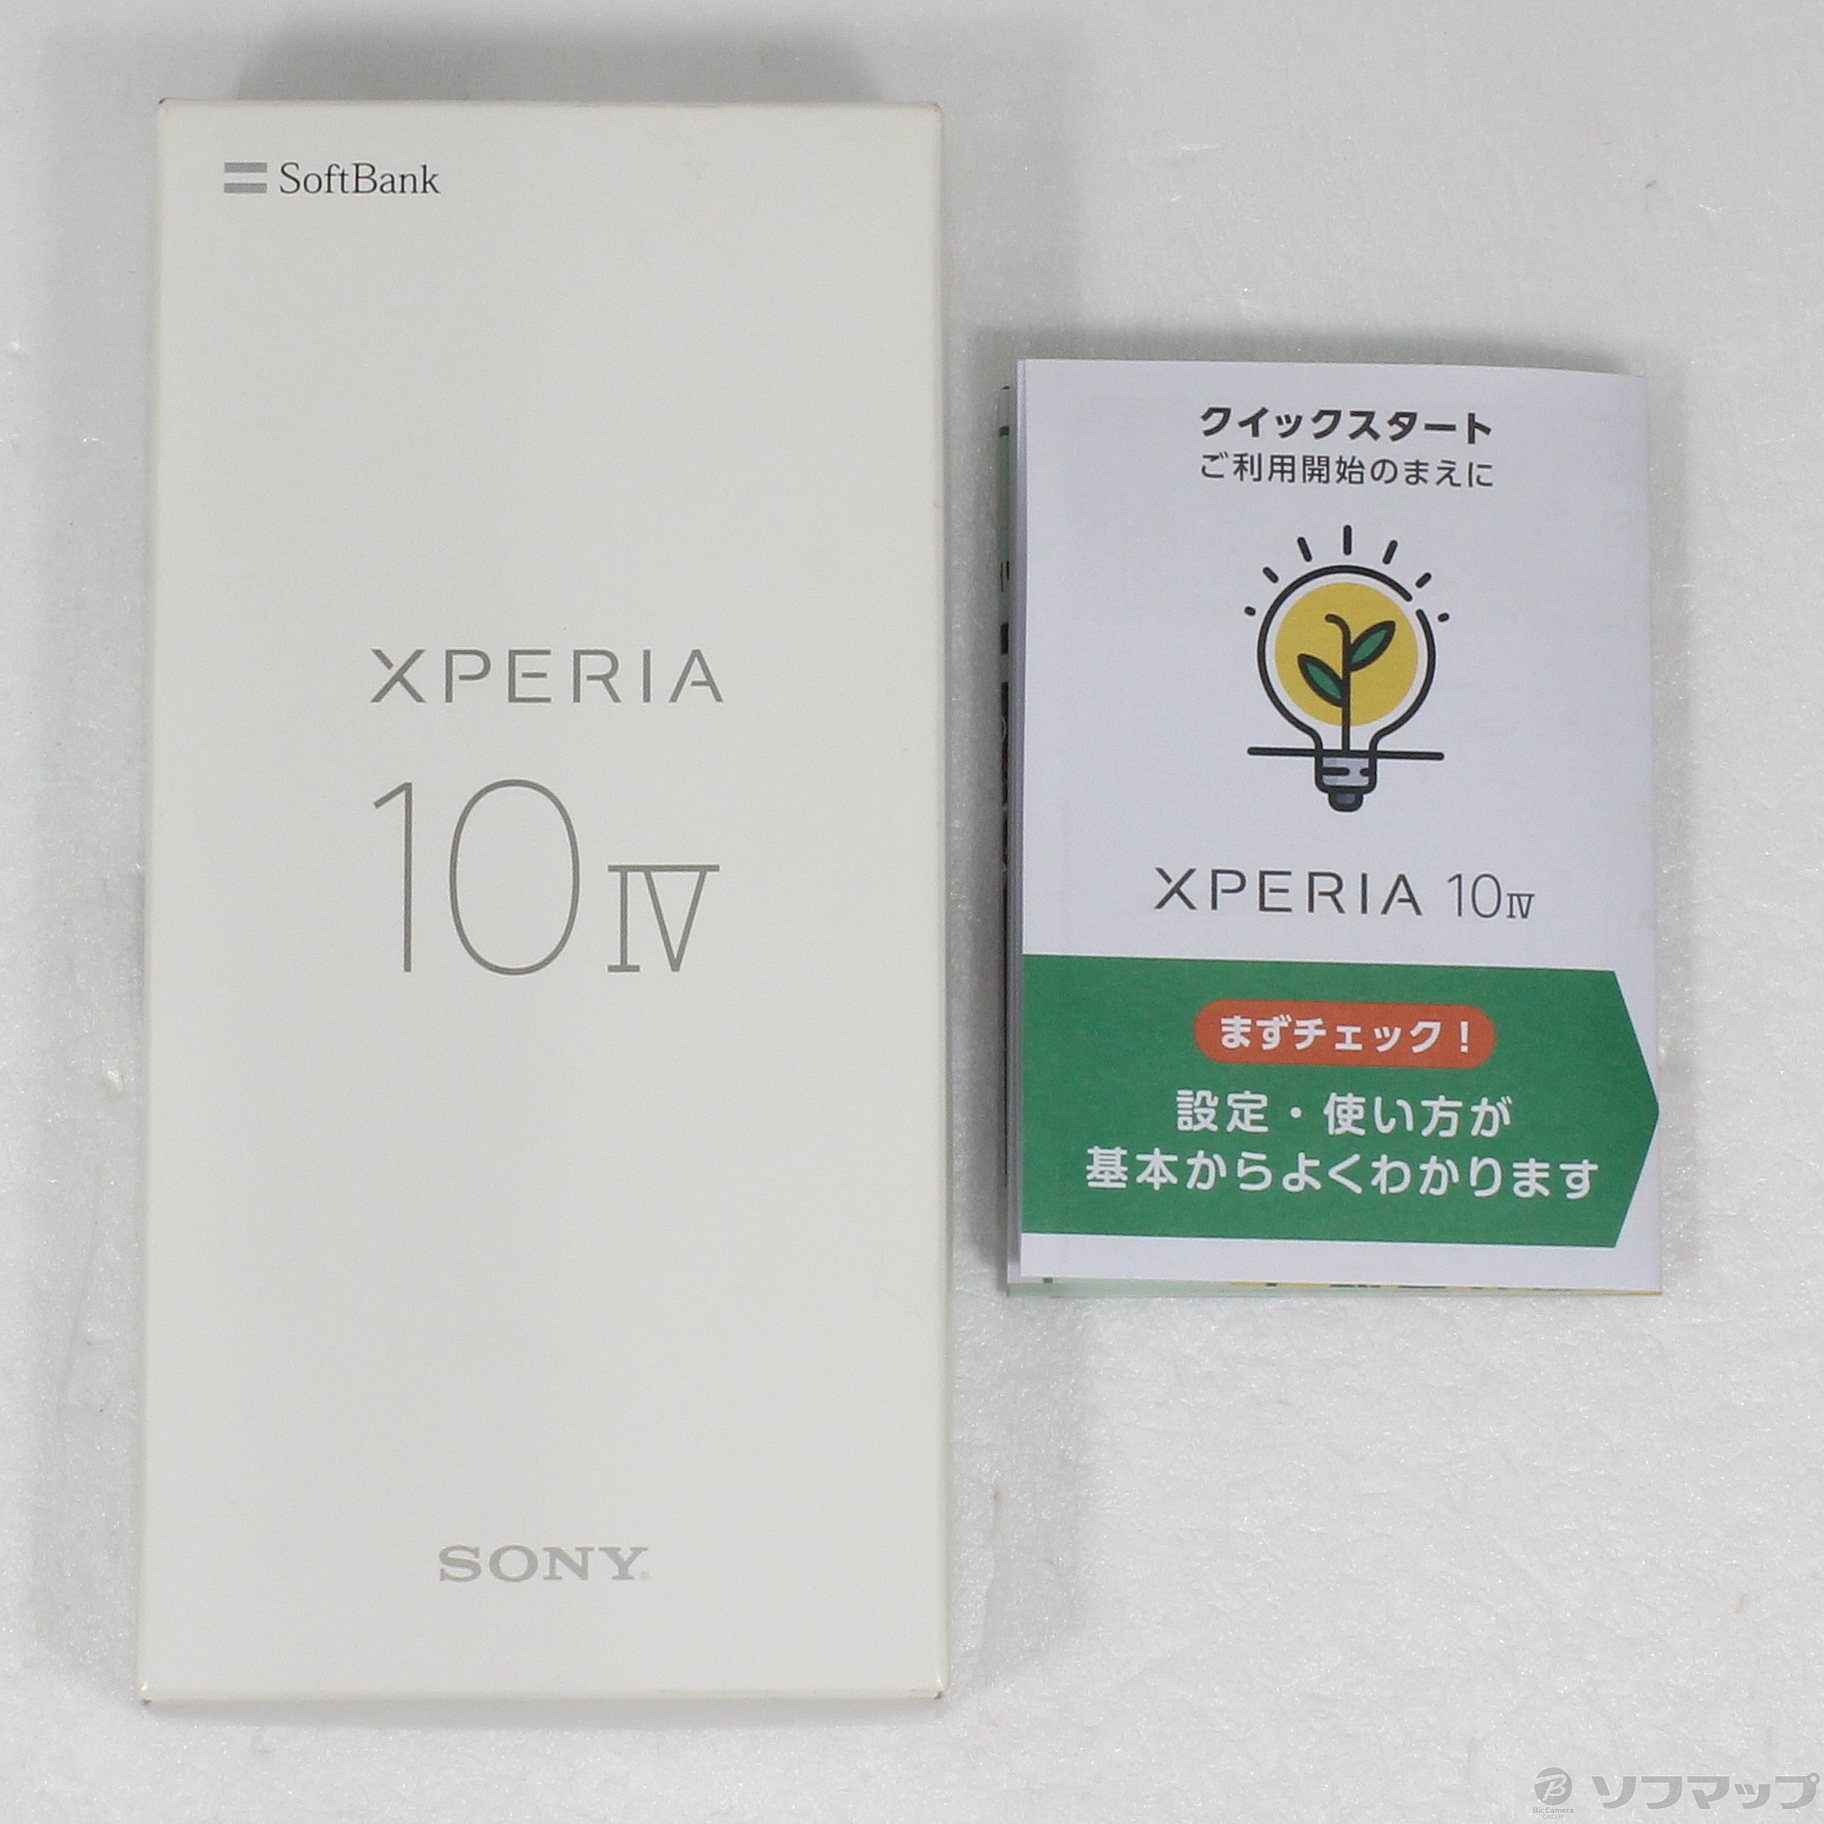 SoftBank
XPERIA
10 IV
SONY
クイックスタート
ご利用開始のまえに
XPERIA 10 IV
まずチェック!
設定・使い方が
基本からよくわかります
BicCamera
GROUP
ソフマップ